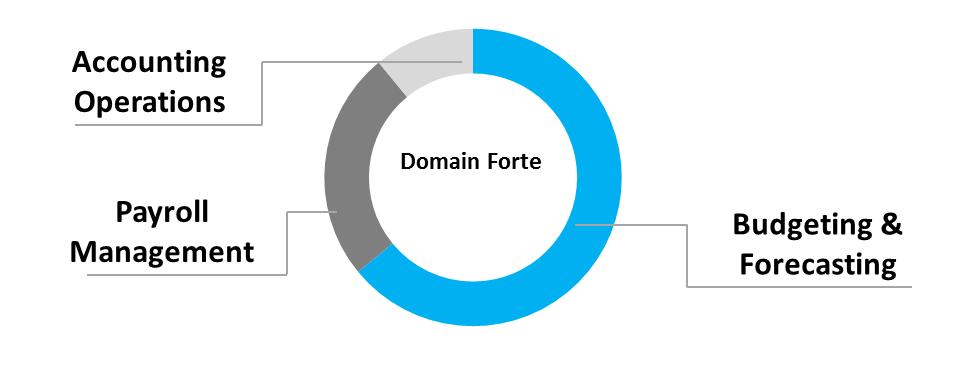 Accounting
Operations
Domain Forte
Payroll
Management
Budgeting &
Forecasting